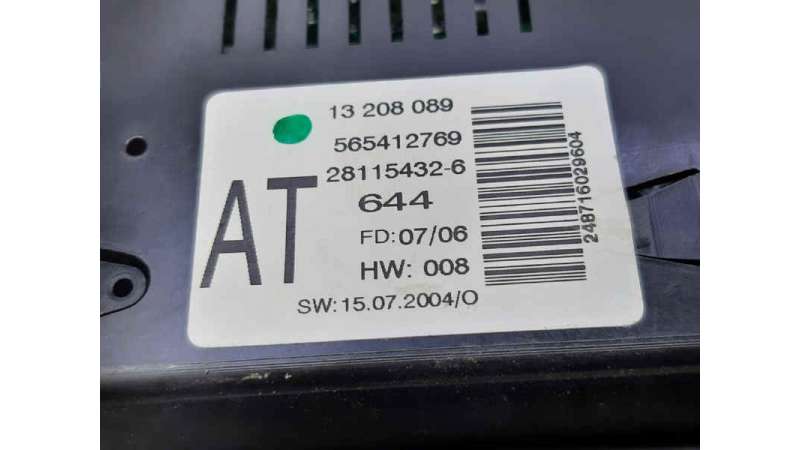 13 208 089
565412769
28115432-6
AT
644
FD: 07/06
HW: 008
SW: 15.07.2004/O
248716029604